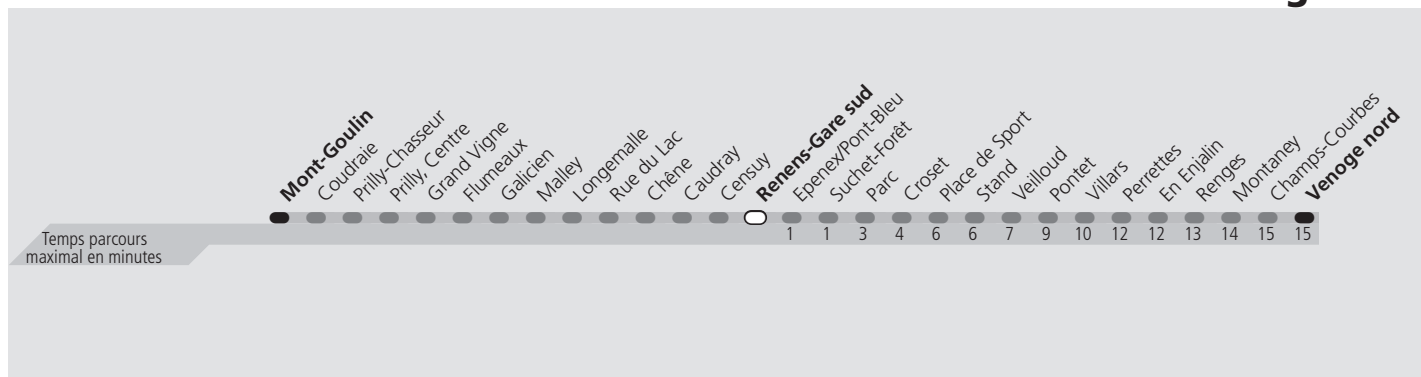 Mont-Goulin
Coudraie
Prilly-Chasseur
Prilly, Centre
Grand Vigne
Flumeaux
Galicien
Malley
Longemalle
Rue du Lac
Chêne
Caudray
Censuy
Renens-Gare sud
Epenex/Pont-Bleu
Suchet-Forêt
Parc
Croset
Place de Sport
Stand
Veilloud
Pontet
Villars
Perrettes
En Enjalin
Renges
Montaney
Champs-Courbes
Venoge nord
Temps parcours
maximal en minutes
1 1 3 4 6 6 7 9 10 12 12 13 14 15 15